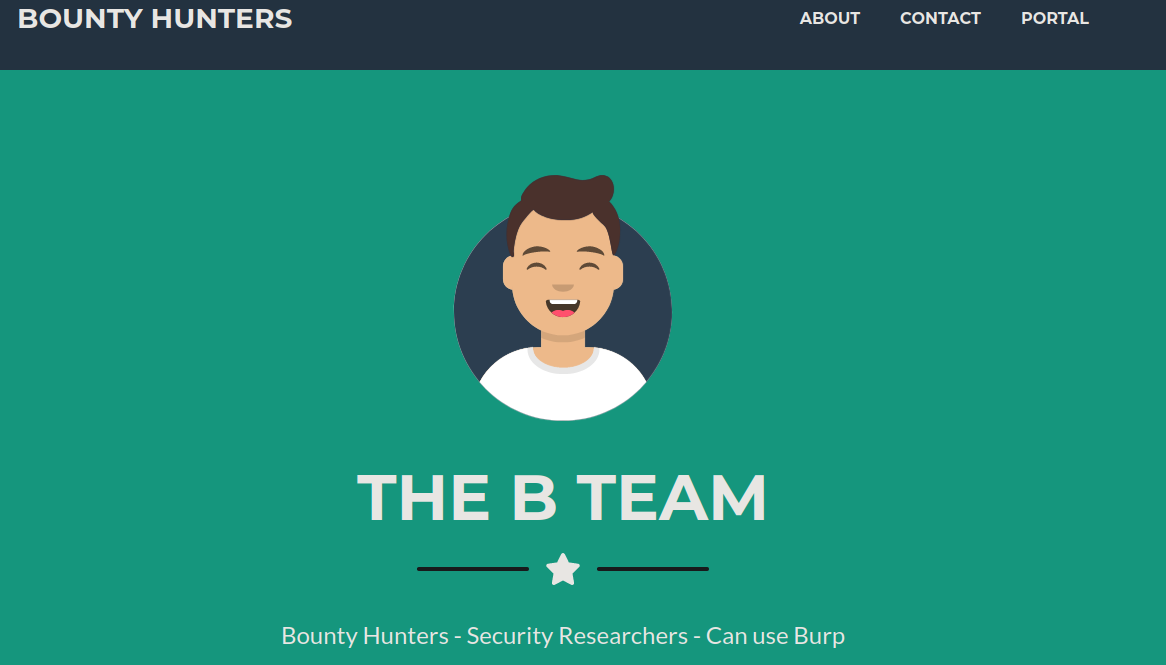 BOUNTY HUNTERS
ABOUT CONTACT PORTAL
THE B TEAM
Bounty Hunters - Security Researchers - Can use Burp